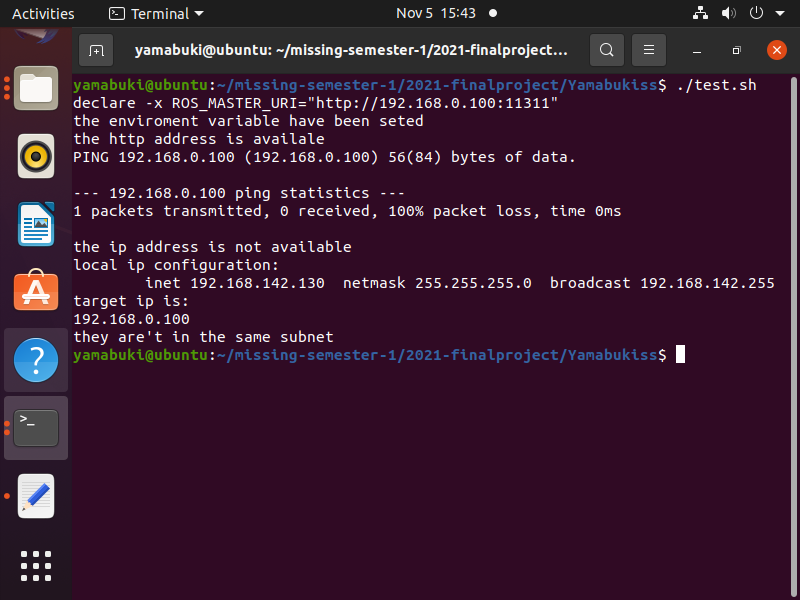 Activities
Terminal
Nov 5 15:43
yamabuki@ubuntu: ~/missing-semester-1/2021-finalproject...
yamabuki@ubuntu:~/missing-semester-1/2021-finalproject/Yamabukiss$ ./test.sh
declare -x ROS_MASTER_URI="http://192.168.0.100:11311"
the enviroment variable have been seted
the http address is availale
PING 192.168.0.100 (192.168.0.100) 56(84) bytes of data.
--- 192.168.0.100 ping statistics ---
1 packets transmitted, 0 received, 100% packet loss, time 0ms
the ip address is not available
local ip configuration:
inet 192.168.142.130  netmask 255.255.255.0  broadcast 192.168.142.255
target ip is:
192.168.0.100
they are't in the same subnet
yamabuki@ubuntu:~/missing-semester-1/2021-finalproject/Yamabukiss$